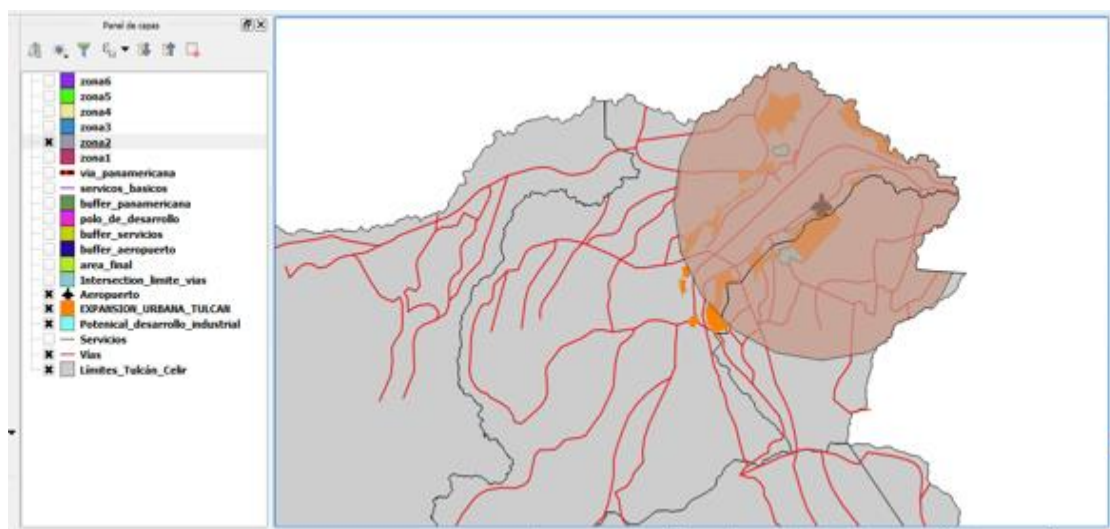 Panel de capas
zona6
zona5
zona4
zona3
zona2
zona1
via_panamericana
servicos_basicos
buffer_panamericana
polo_de_desarrollo
buffer_servicios
buffer_aeropuerto
area_final
Intersection_limite_vias
Aeropuerto
EXPANSION_URBANA_TULCAN
Potenical_desarrollo_industrial
Servicios
Vias
Límites_Tulcán_Celir